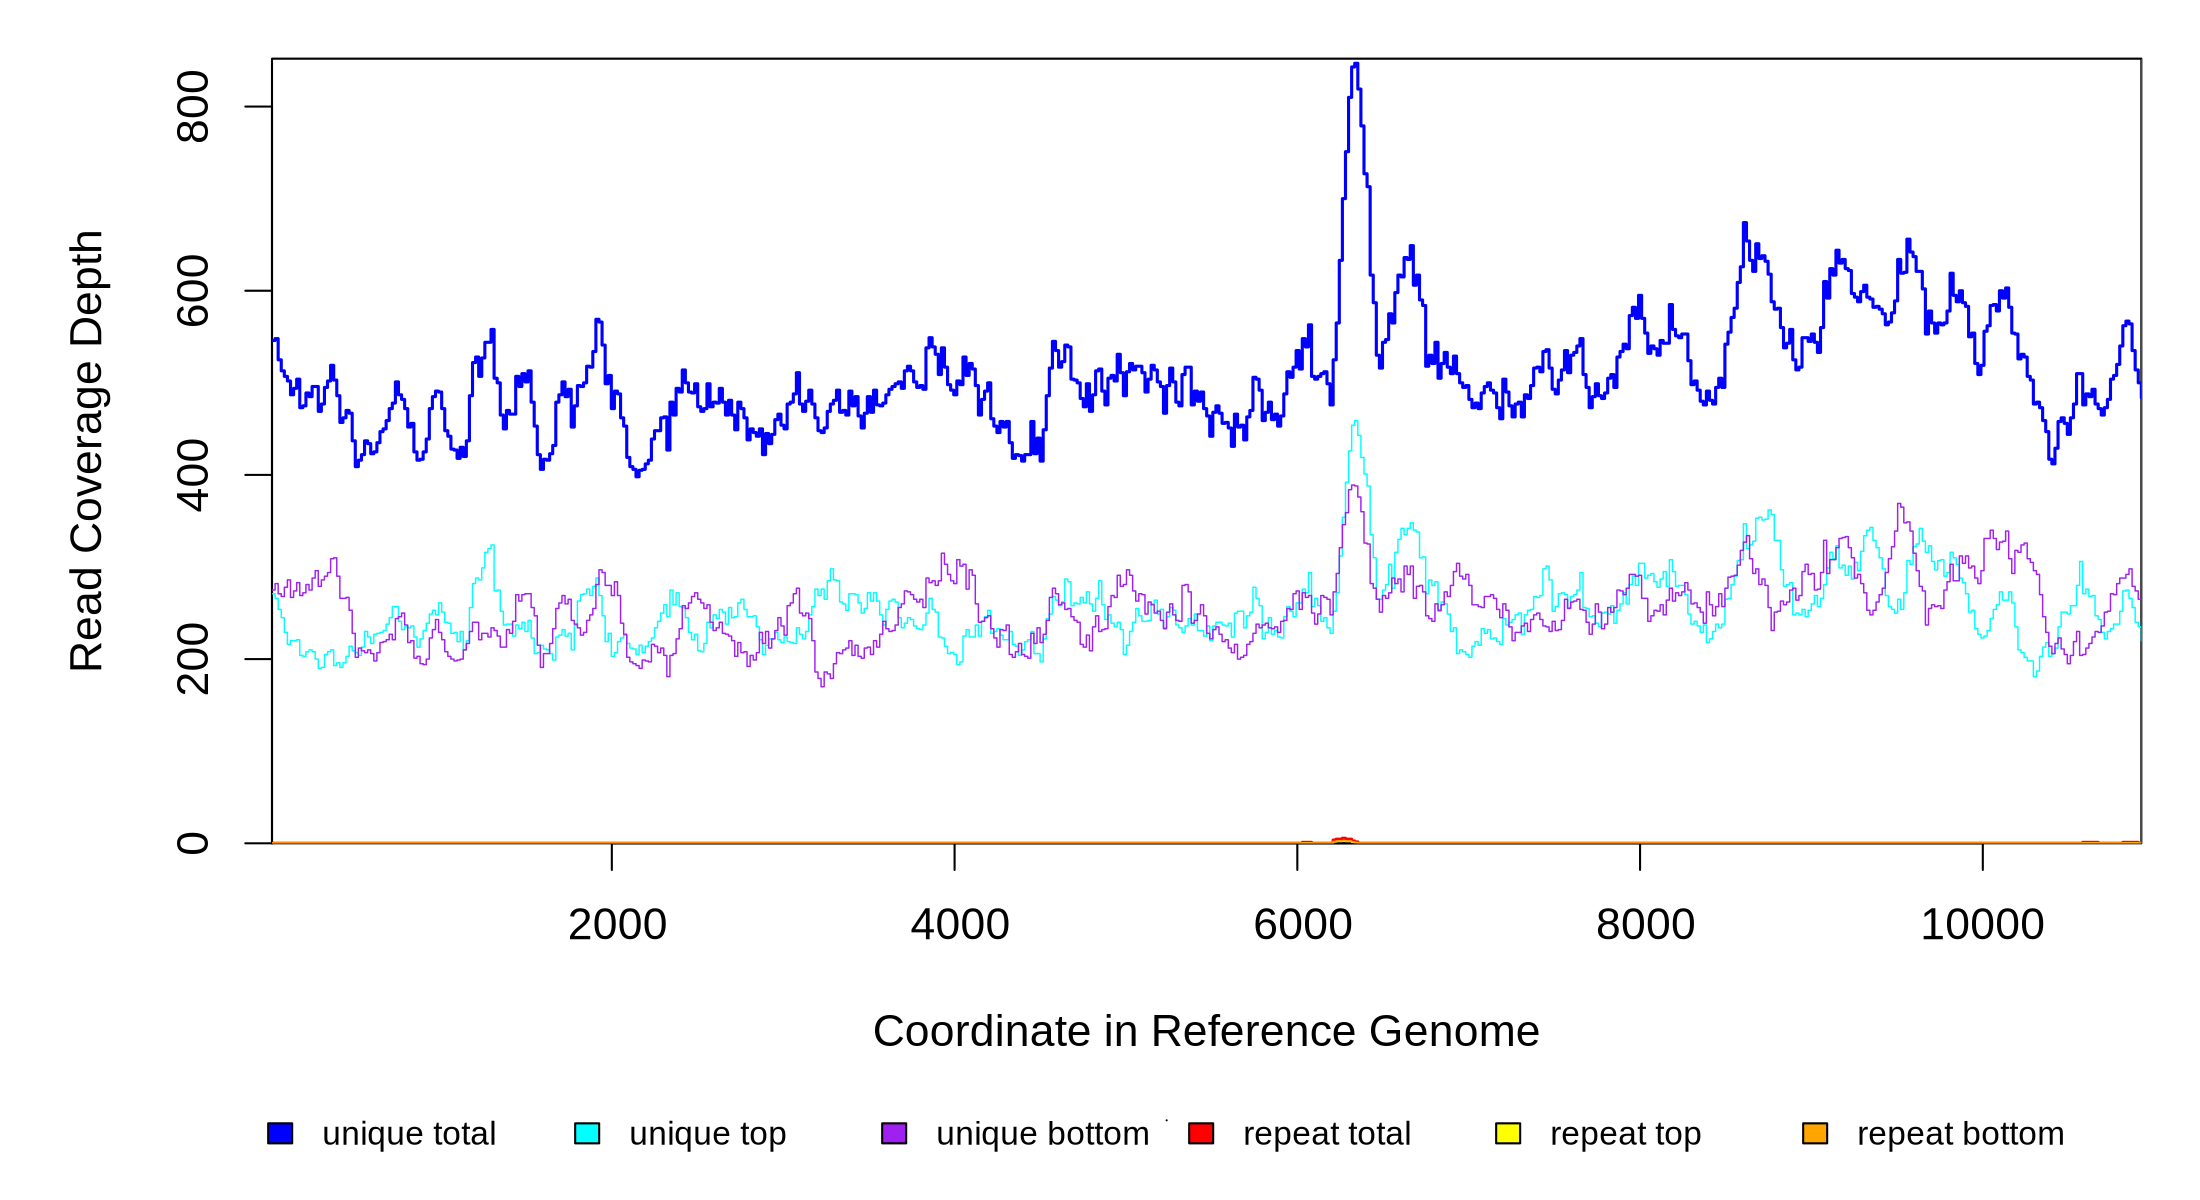 800
600
400
200
0
Read Coverage Depth
2000 4000 6000 8000 10000
Coordinate in Reference Genome
unique total unique top unique bottom repeat total repeat top repeat bottom